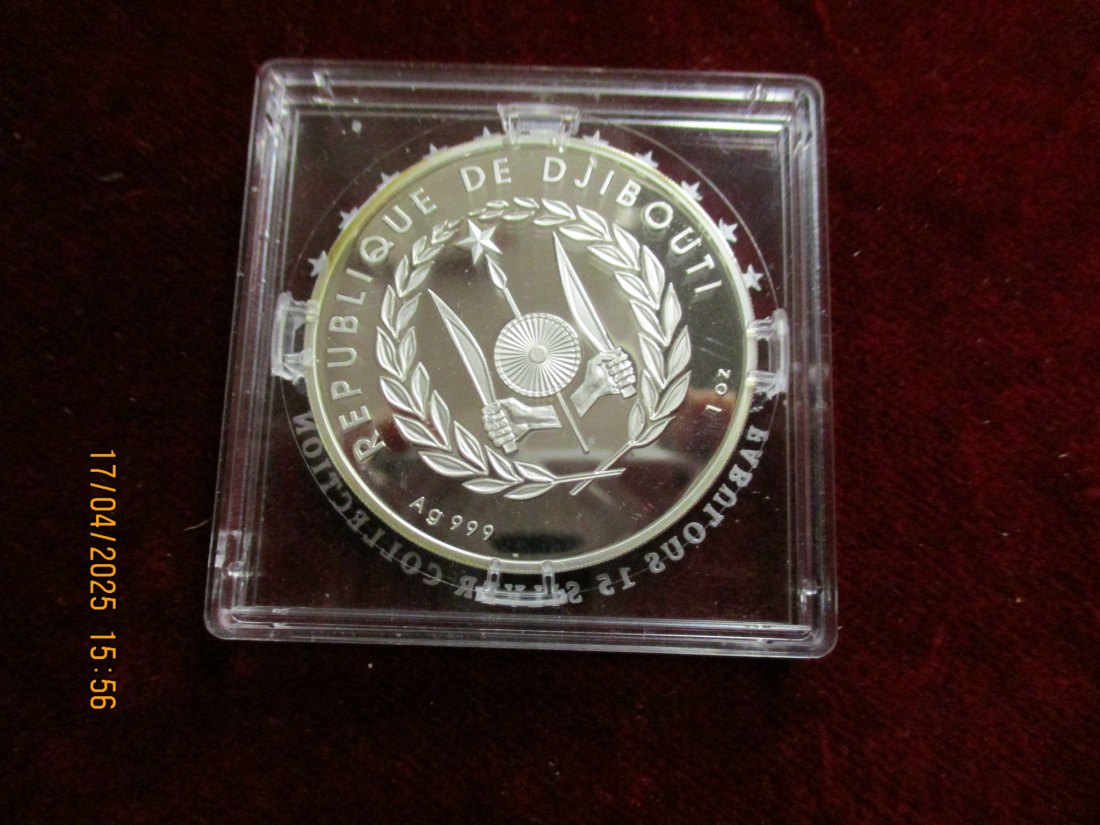 REPUBLIQUE DE DJIBOUTI
1 oz
Ag 999
FABULOUS 15 SILVER COLLECTION
17/04/2025 15:56